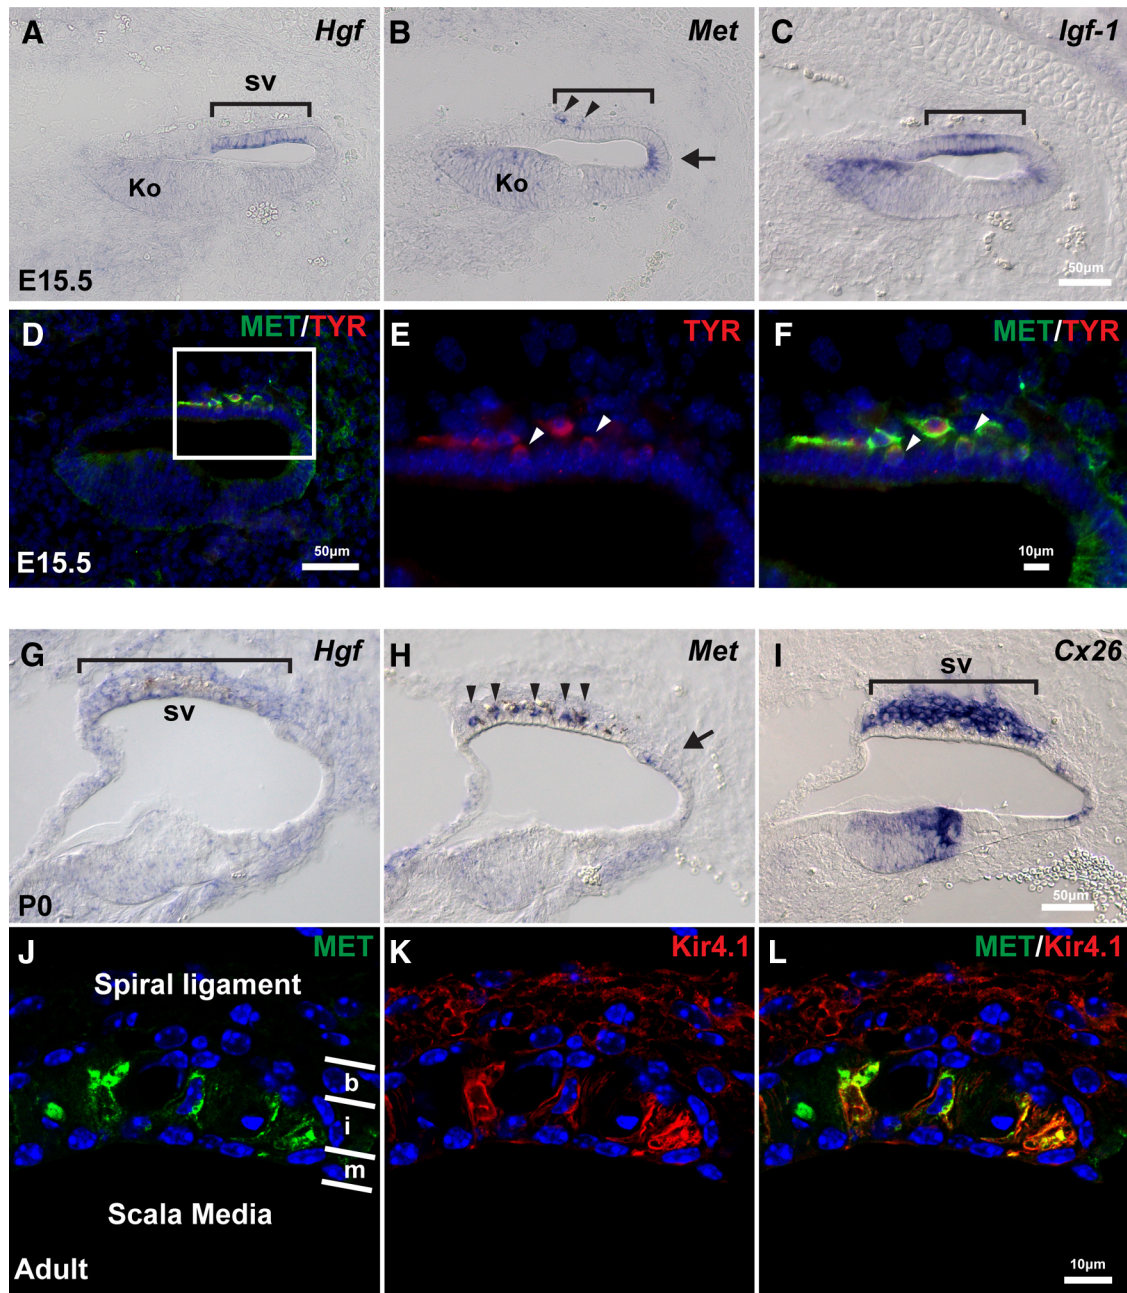 A Hgf
sv
Ko
E15.5
B Met
Ko
C Igf-1
50µm
D MET/TYR
E15.5
50µm
E TYR
F MET/TYR
10µm
G Hgf
sv
P0
H Met
I Cx26
sv
50µm
J MET
Spiral ligament
b
i
m
Scala Media
Adult
K Kir4.1
L MET/Kir4.1
10µm